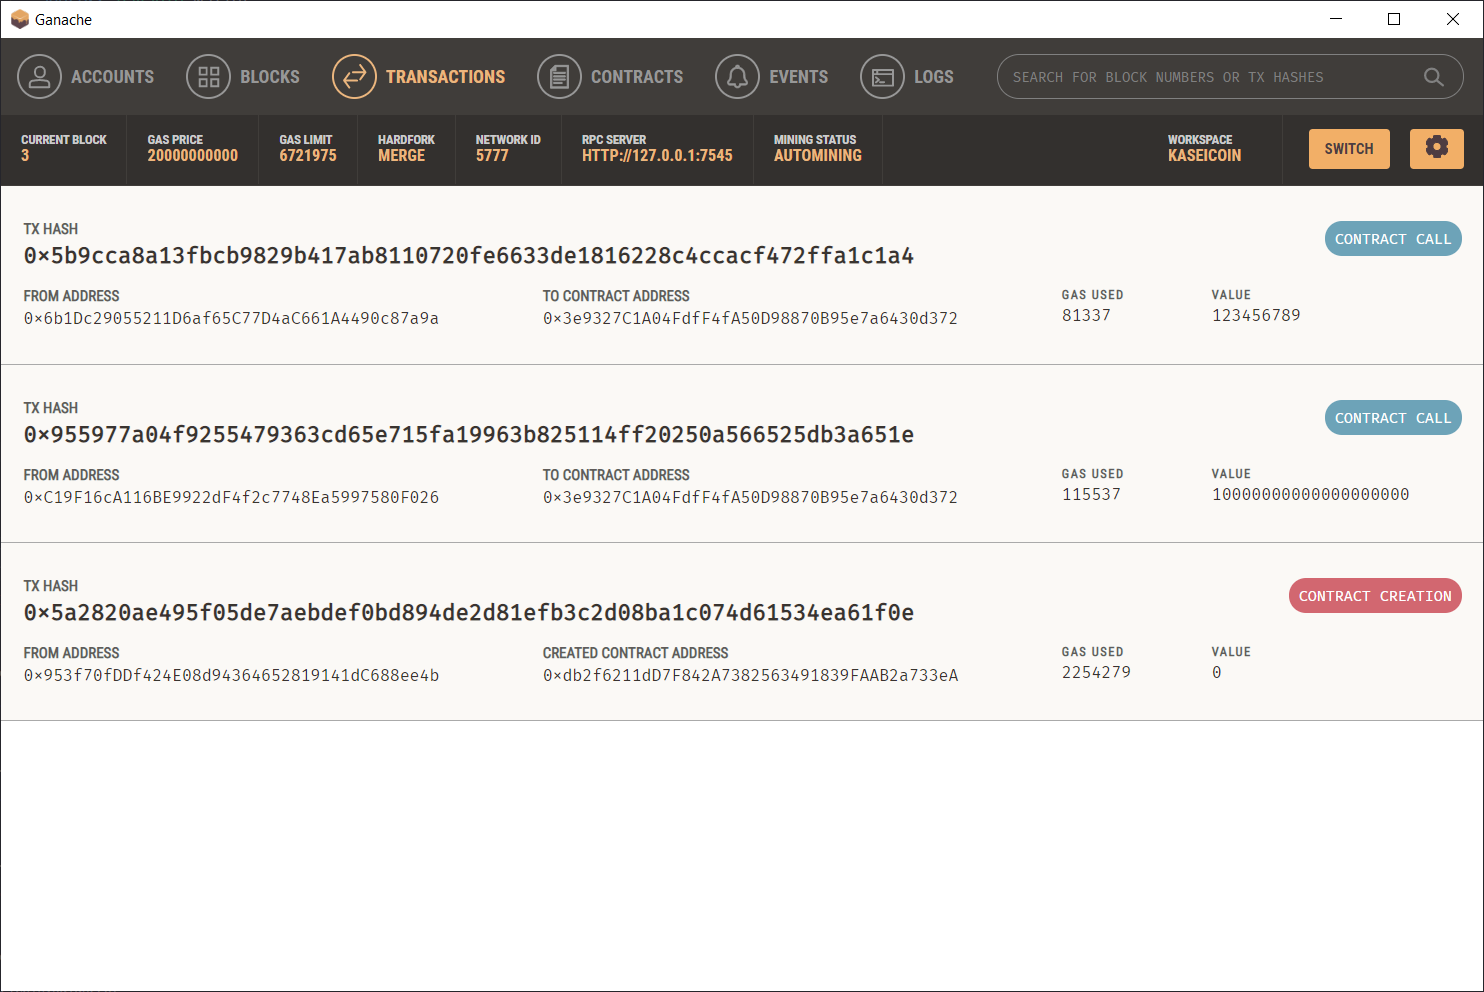 Ganache
ACCOUNTS BLOCKS TRANSACTIONS CONTRACTS EVENTS LOGS SEARCH FOR BLOCK NUMBERS OR TX HASHES
CURRENT BLOCK GAS PRICE GAS LIMIT HARDFORK NETWORK ID RPC SERVER MINING STATUS WORKSPACE
3 20000000000 6721975 MERGE 5777 HTTP://127.0.0.1:7545 AUTOMINING KASEICOIN SWITCH
TX HASH
0×5b9cca8a13fbcb9829b417ab8110720fe6633de1816228c4ccacf472ffa1c1a4 CONTRACT CALL
FROM ADDRESS TO CONTRACT ADDRESS GAS USED VALUE
0×6b1Dc29055211D6af65C77D4aC661A4490c87a9a 0×3e9327C1A04FdfF4fA50D98870B95e7a6430d372 81337 123456789
TX HASH
0×955977a04f9255479363cd65e715fa19963b825114ff20250a566525db3a651e CONTRACT CALL
FROM ADDRESS TO CONTRACT ADDRESS GAS USED VALUE
0×C19F16cA116BE9922dF4f2c7748Ea5997580F026 0×3e9327C1A04FdfF4fA50D98870B95e7a6430d372 115537 10000000000000000000
TX HASH
0×5a2820ae495f05de7aebdef0bd894de2d81efb3c2d08ba1c074d61534ea61f0e CONTRACT CREATION
FROM ADDRESS CREATED CONTRACT ADDRESS GAS USED VALUE
0×953f70fDDf424E08d94364652819141dC688ee4b 0×db2f6211dD7F842A7382563491839FAAB2a733eA 2254279 0